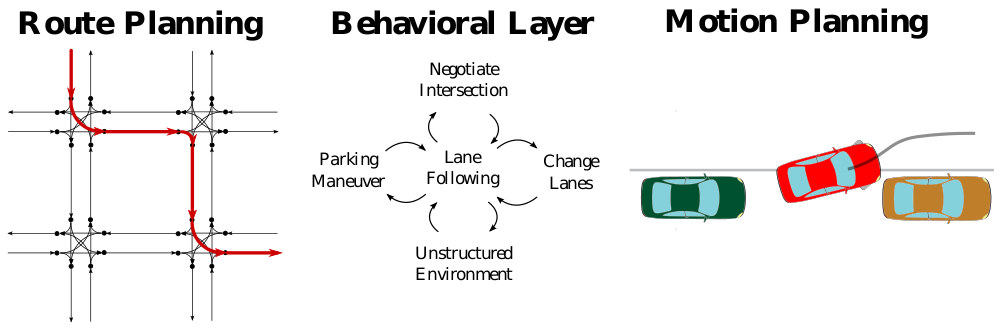 Route Planning
Behavioral Layer
Motion Planning
Negotiate
Intersection
Parking
Maneuver
Lane
Following
Change
Lanes
Unstructured
Environment